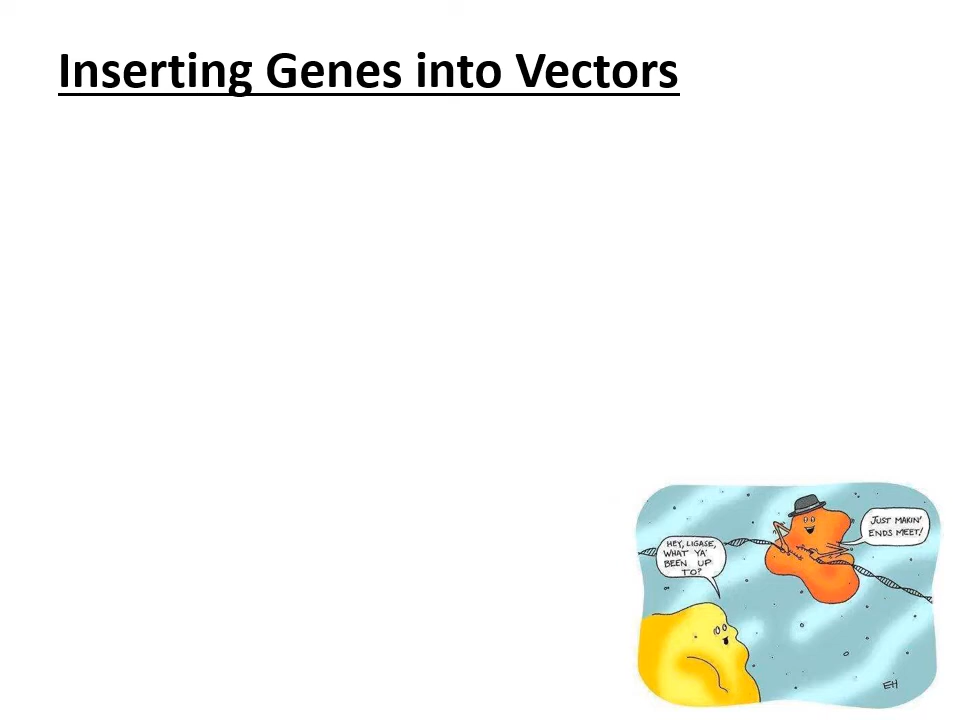 Inserting Genes into Vectors
JUST MAKIN'
ENDS MEET!
HEY, LIGASE,
WHAT YA'
BEEN UP
TO?
EH